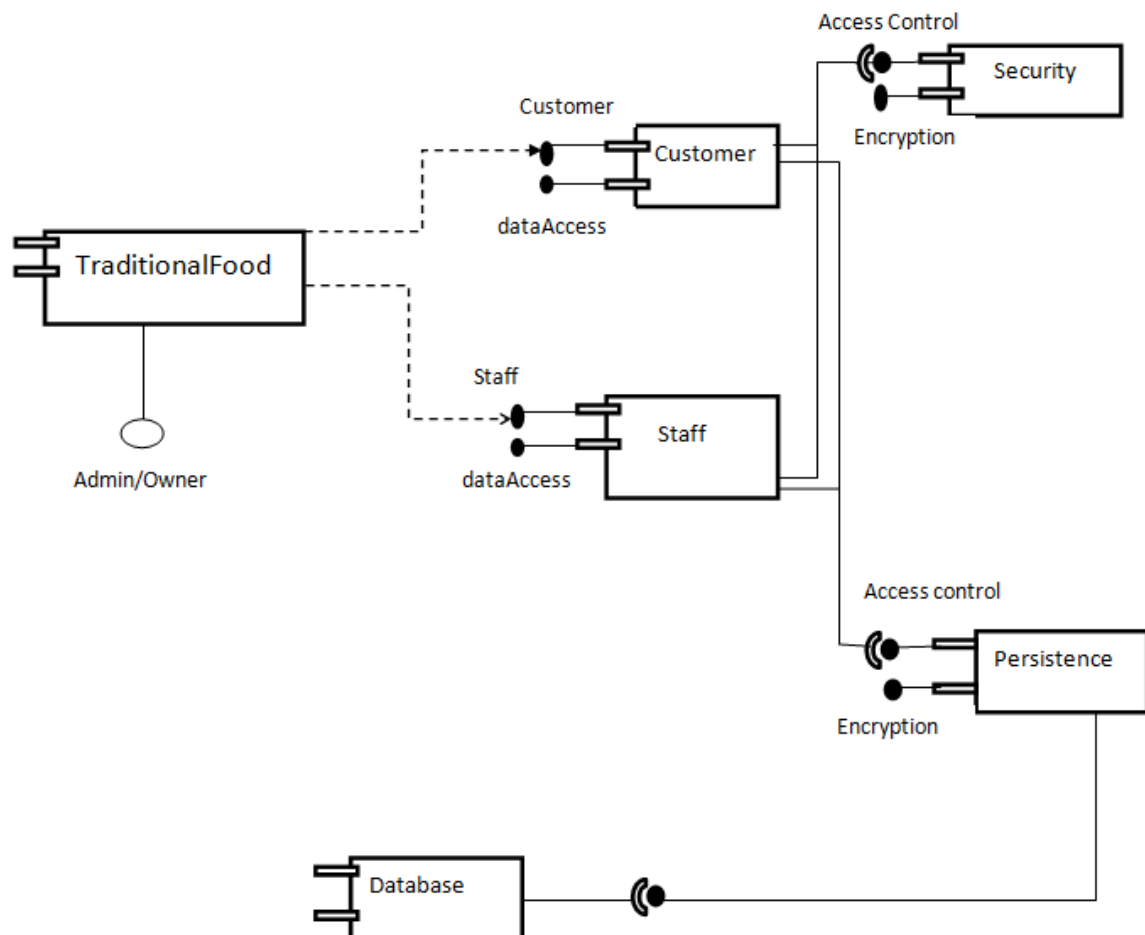 Access Control
Security
Customer
Encryption
Customer
dataAccess
TraditionalFood
Staff
Staff
Admin/Owner
dataAccess
Access control
Persistence
Encryption
Database